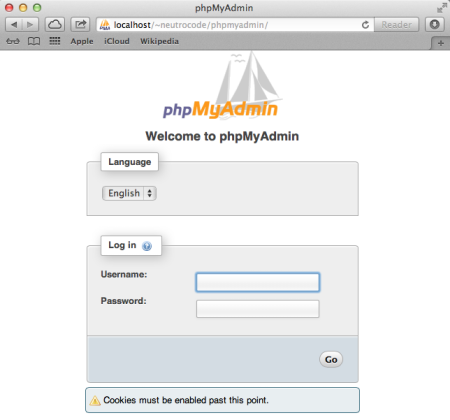 phpMyAdmin
localhost/~neutrocode/phpmyadmin/
Reader
Apple iCloud Wikipedia
phpMyAdmin
Welcome to phpMyAdmin
Language
English
Log in
Username:
Password:
Go
Cookies must be enabled past this point.